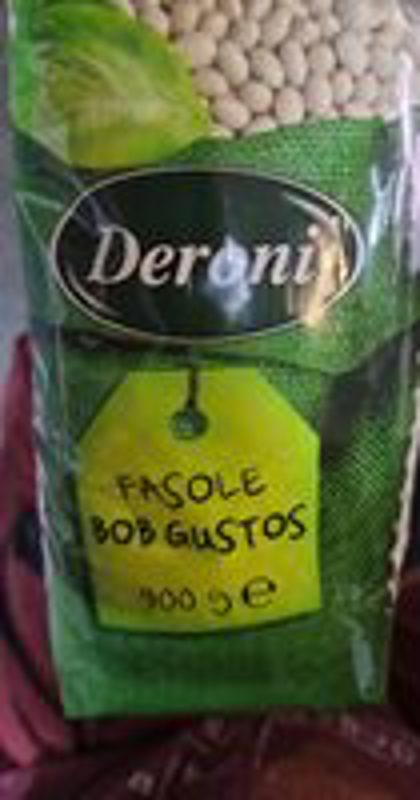 Deroni
FASOLE
BOB GUSTOS
900 g e